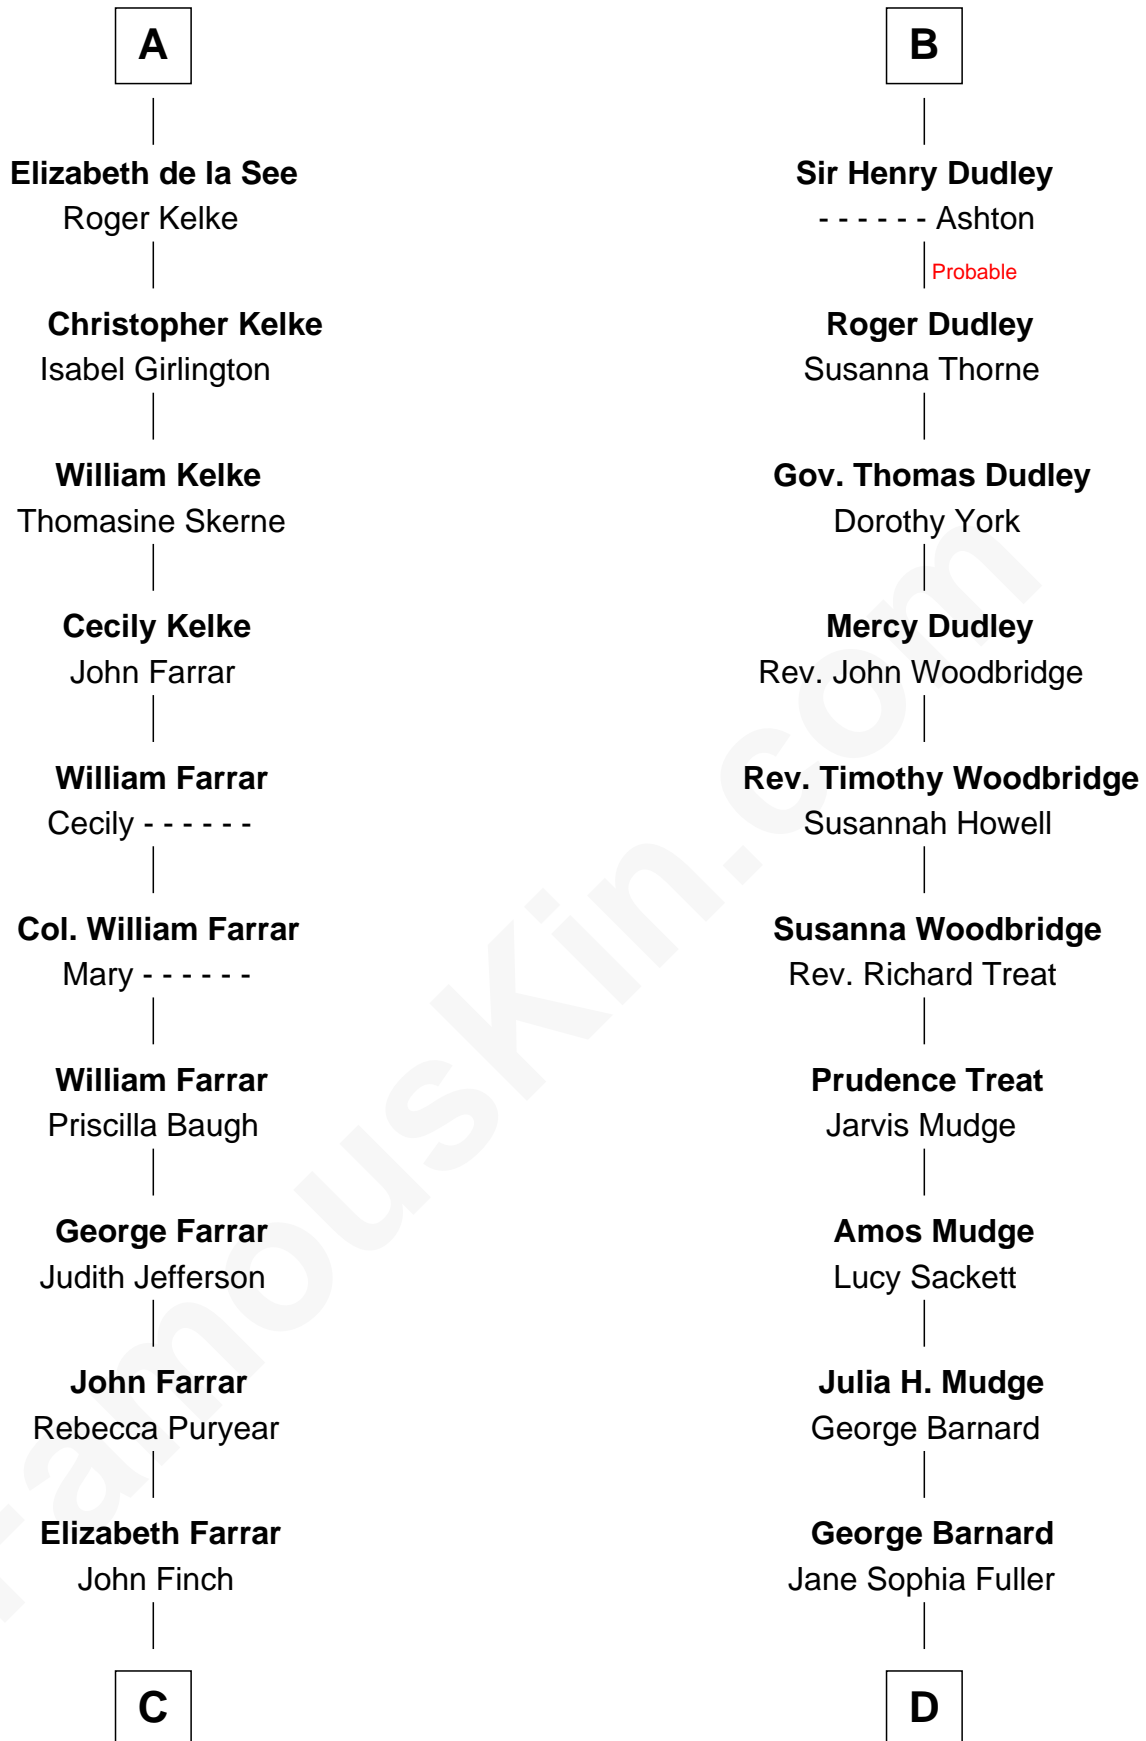 A
Elizabeth de la See
Roger Kelke
Christopher Kelke
Isabel Girlington
William Kelke
Thomasine Skerne
Cecily Kelke
John Farrar
William Farrar
Cecily - - - - - -
Col. William Farrar
Mary - - - - - -
William Farrar
Priscilla Baugh
George Farrar
Judith Jefferson
John Farrar
Rebecca Puryear
Elizabeth Farrar
John Finch
C
B
Sir Henry Dudley
- - - - - - Ashton
Probable
Roger Dudley
Susanna Thorne
Gov. Thomas Dudley
Dorothy York
Mercy Dudley
Rev. John Woodbridge
Rev. Timothy Woodbridge
Susannah Howell
Susanna Woodbridge
Rev. Richard Treat
Prudence Treat
Jarvis Mudge
Amos Mudge
Lucy Sackett
Julia H. Mudge
George Barnard
George Barnard
Jane Sophia Fuller
D
FamousKin.com